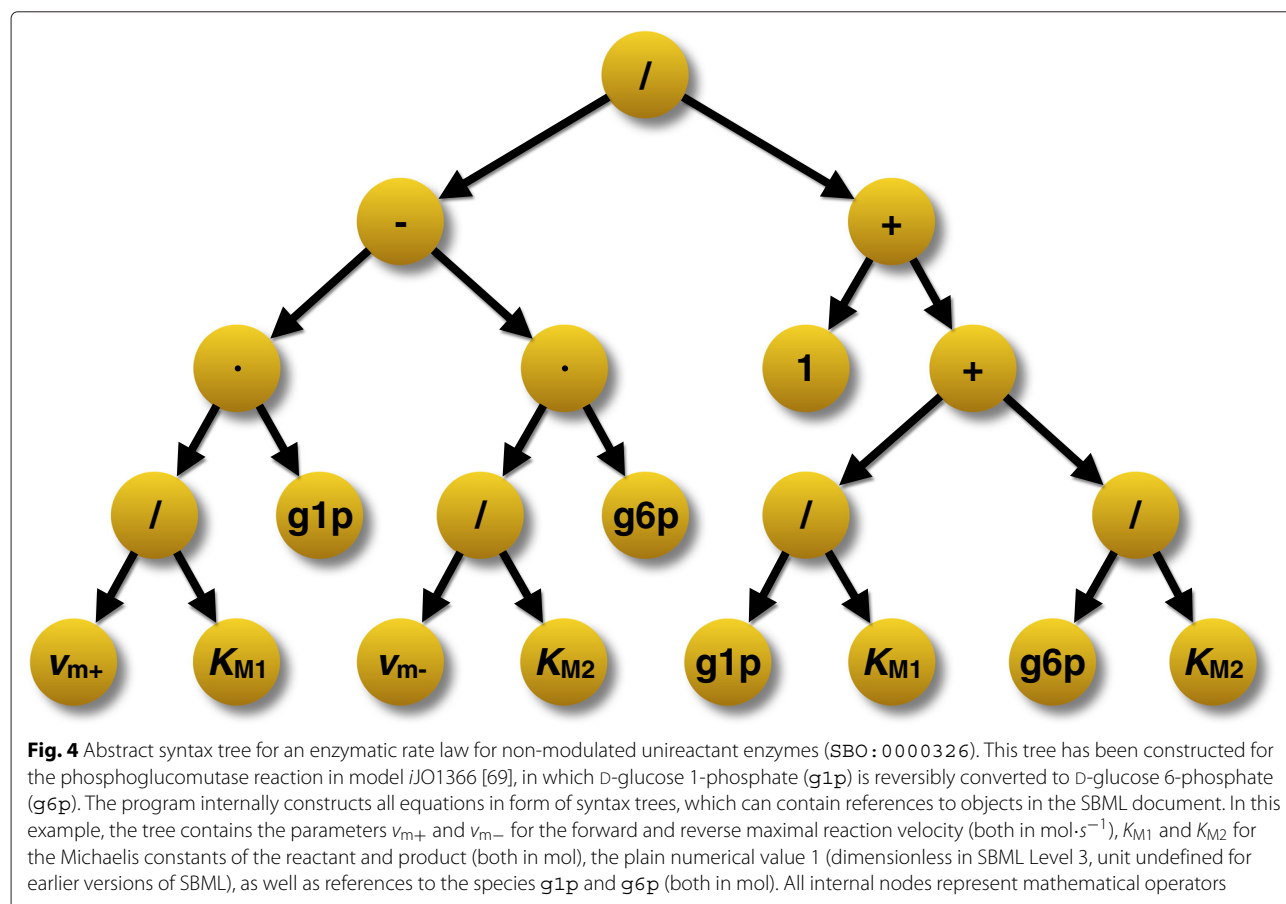 /
- +
· · 1 +
/ g1p / g6p / /
vm+ KM1 vm- KM2 g1p KM1 g6p KM2
Fig. 4 Abstract syntax tree for an enzymatic rate law for non-modulated unireactant enzymes (SBO:0000326). This tree has been constructed for
the phosphoglucomutase reaction in model iJO1366 [69], in which D-glucose 1-phosphate (g1p) is reversibly converted to D-glucose 6-phosphate
(g6p). The program internally constructs all equations in form of syntax trees, which can contain references to objects in the SBML document. In this
example, the tree contains the parameters vm+ and vm− for the forward and reverse maximal reaction velocity (both in mol·s−1), KM1 and KM2 for
the Michaelis constants of the reactant and product (both in mol), the plain numerical value 1 (dimensionless in SBML Level 3, unit undefined for
earlier versions of SBML), as well as references to the species g1p and g6p (both in mol). All internal nodes represent mathematical operators